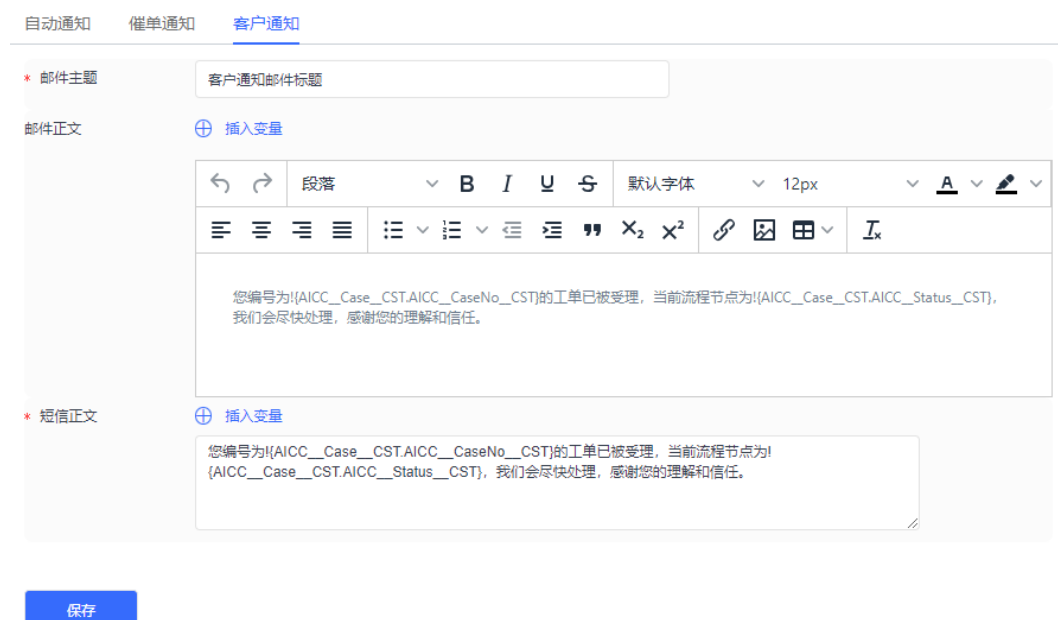 自动通知 催单通知 客户通知
* 邮件主题 客户通知邮件标题
邮件正文 插入变量
段落 B I U S 默认字体 12px A
X₂ X²
您编号为!{AICC__Case__CST.AICC__CaseNo__CST}的工单已被受理，当前流程节点为!{AICC__Case__CST.AICC__Status__CST}，
我们会尽快处理，感谢您的理解和信任。
* 短信正文 插入变量
您编号为!{AICC__Case__CST.AICC__CaseNo__CST}的工单已被受理，当前流程节点为!
{AICC__Case__CST.AICC__Status__CST}，我们会尽快处理，感谢您的理解和信任。
保存